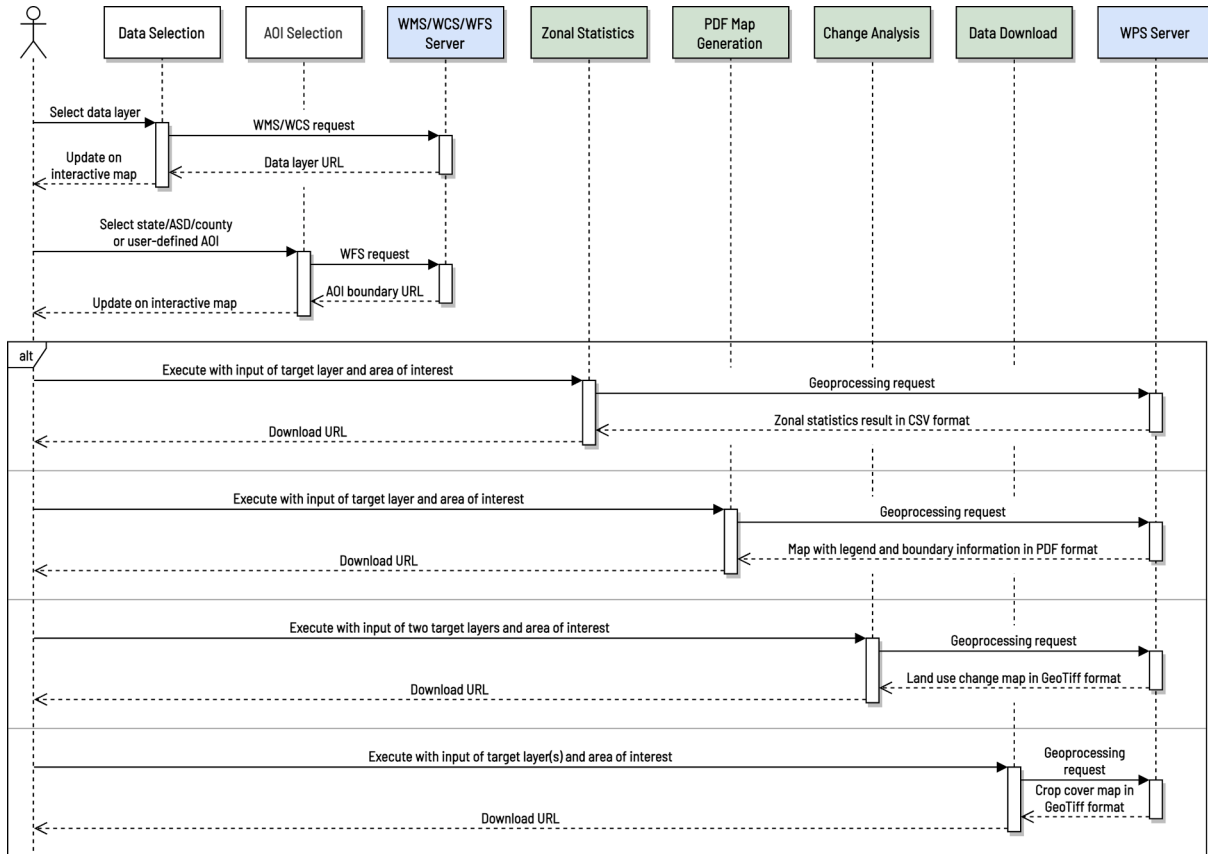 Data Selection
AOI Selection
WMS/WCS/WFS
Server
Zonal Statistics
PDF Map
Generation
Change Analysis
Data Download
WPS Server
Select data layer
WMS/WCS request
Update on
interactive map
Data layer URL
Select state/ASD/county
or user-defined AOI
WFS request
AOI boundary URL
Update on interactive map
alt
Execute with input of target layer and area of interest
Geoprocessing request
Zonal statistics result in CSV format
Download URL
Execute with input of target layer and area of interest
Geoprocessing request
Map with legend and boundary information in PDF format
Download URL
Execute with input of two target layers and area of interest
Geoprocessing request
Land use change map in GeoTiff format
Download URL
Execute with input of target layer(s) and area of interest
Geoprocessing
request
Crop cover map in
GeoTiff format
Download URL